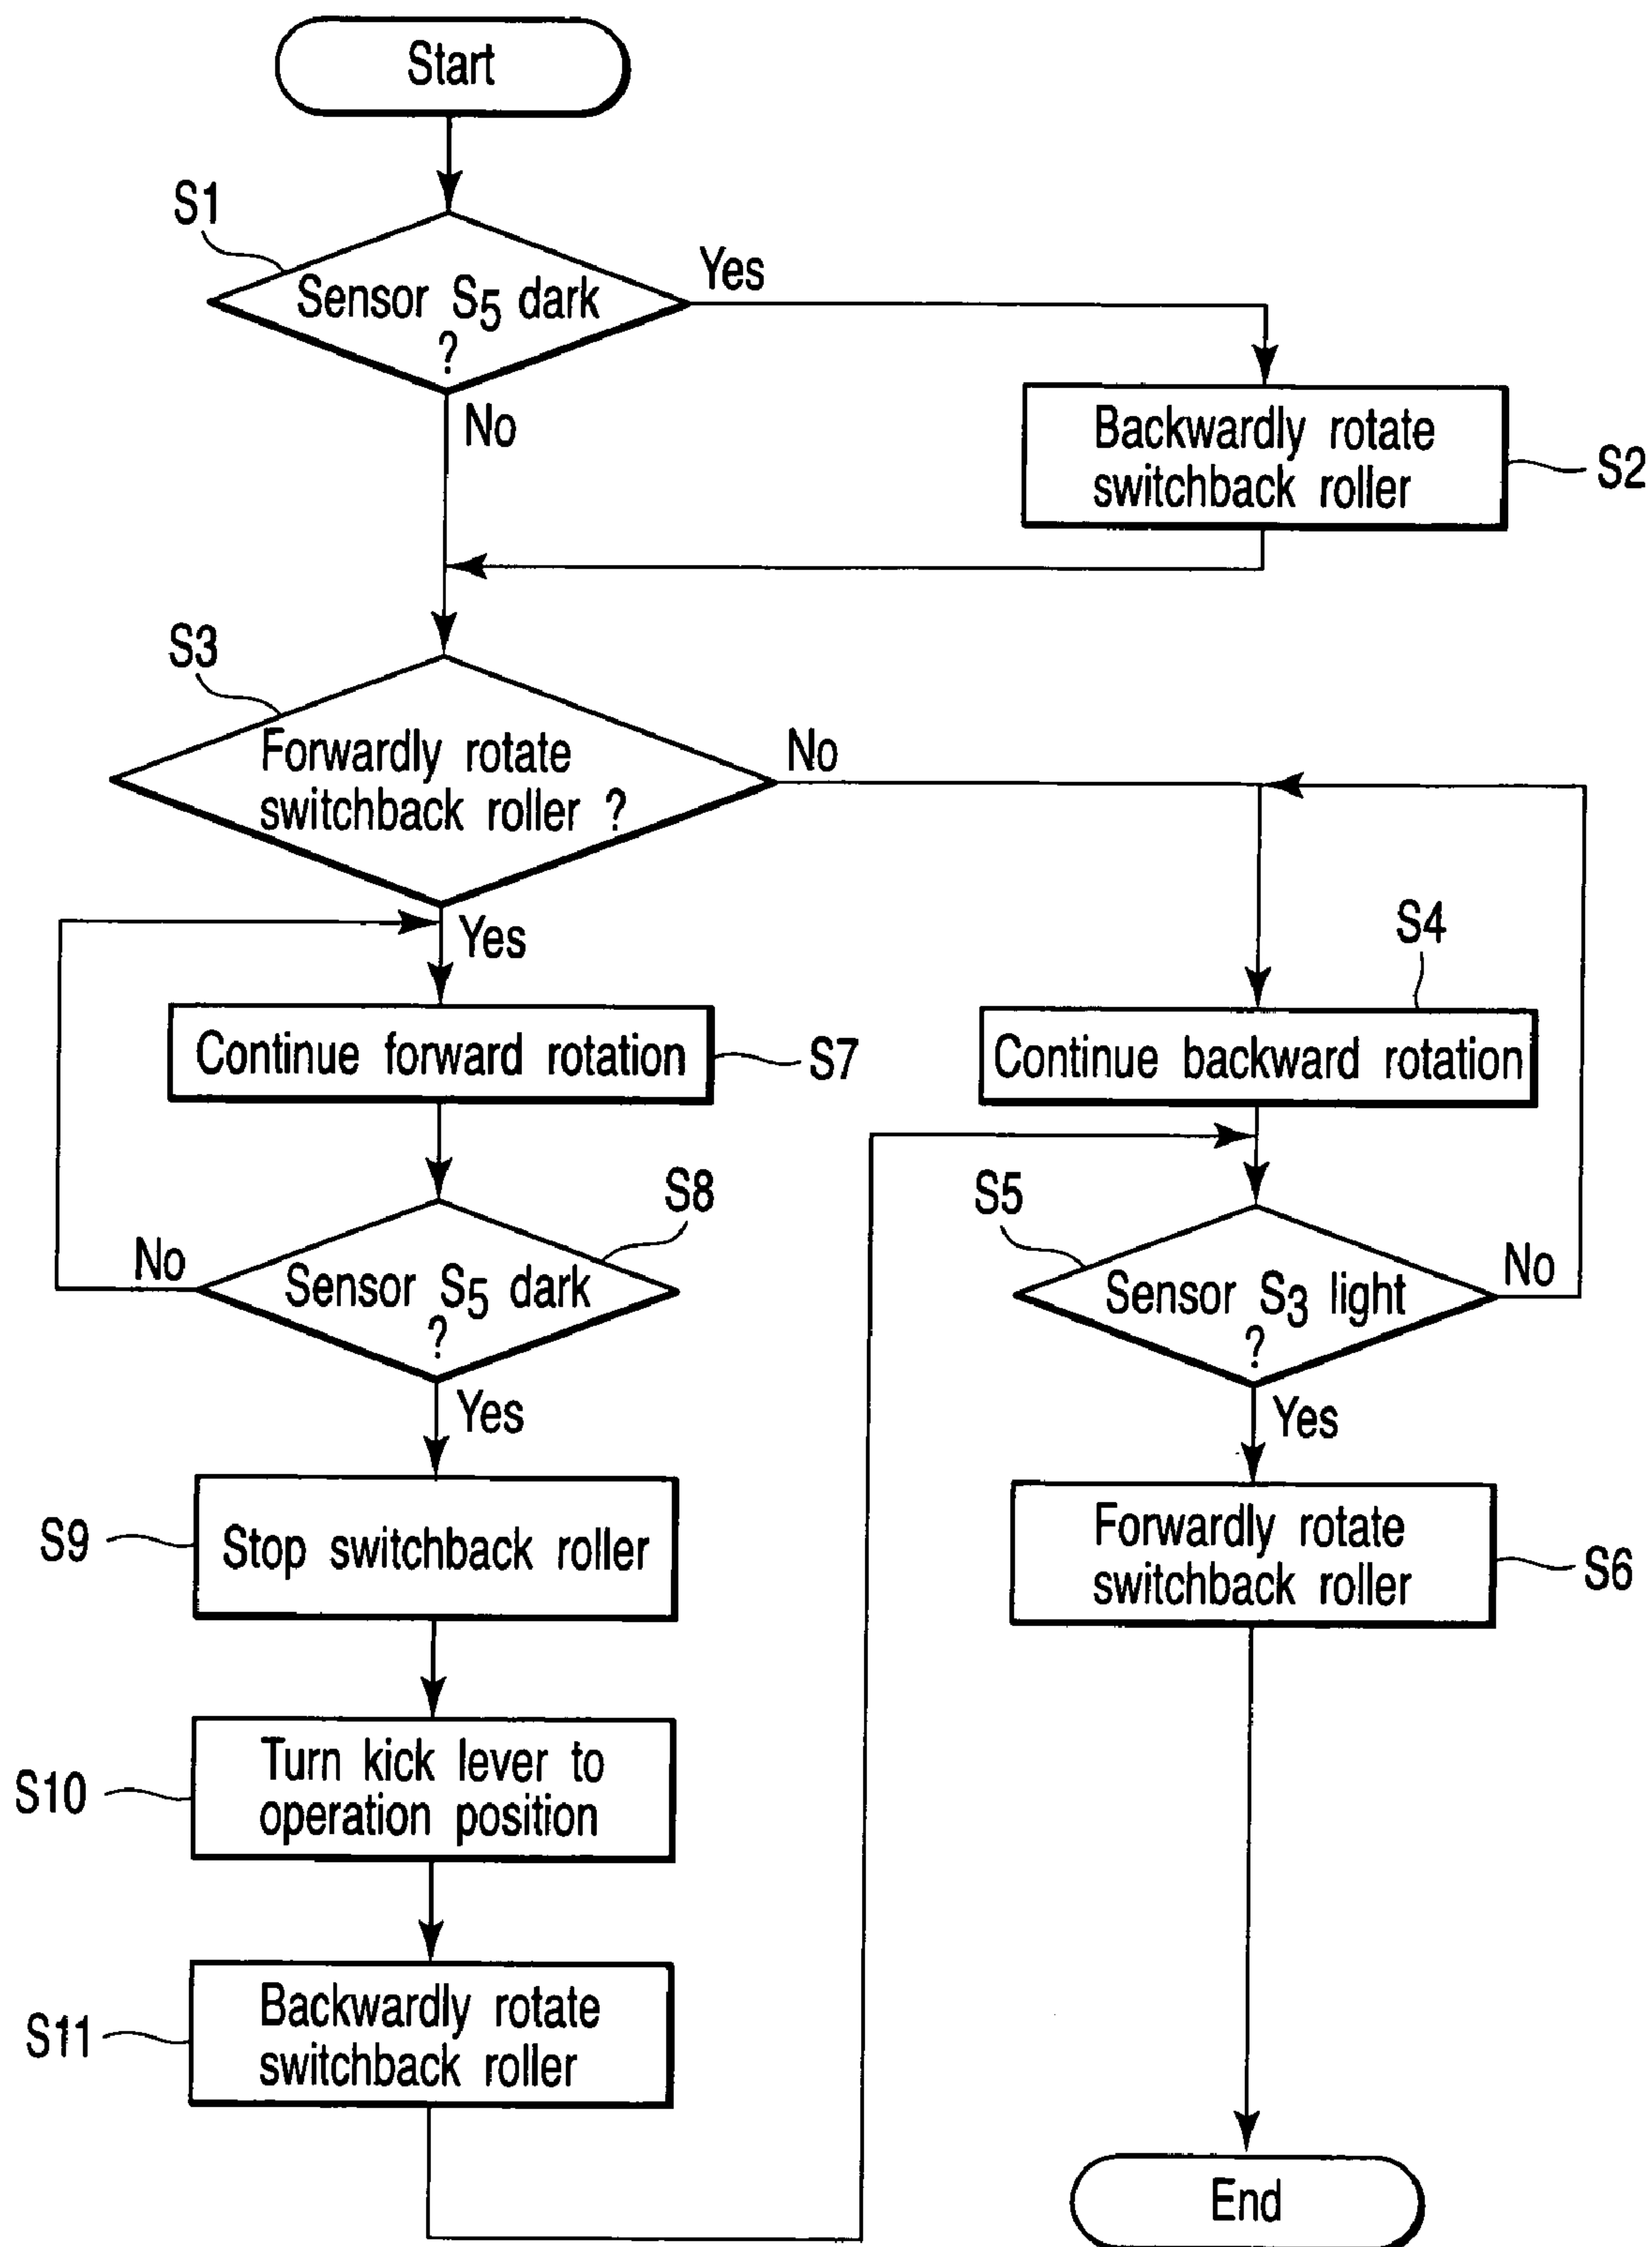 Start
S1
Sensor S5 dark
?
Yes
No
Backwardly rotate
switchback roller
S2
S3
Forwardly rotate
switchback roller ?
No
Yes
S4
Continue forward rotation
S7
Continue backward rotation
S8
Sensor S5 dark
?
No
Yes
S5
Sensor S3 light
?
No
Yes
S9
Stop switchback roller
Forwardly rotate
switchback roller
S6
S10
Turn kick lever to
operation position
S11
Backwardly rotate
switchback roller
End